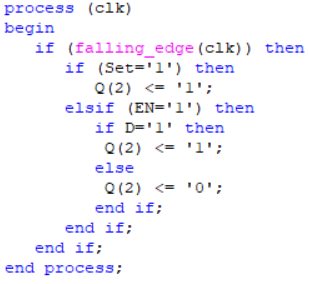 process (clk)
begin
if (falling_edge(clk)) then
if (Set='1') then
Q(2) <= '1';
elsif (EN='1') then
if D='1' then
Q(2) <= '1';
else
Q(2) <= '0';
end if;
end if;
end if;
end process;